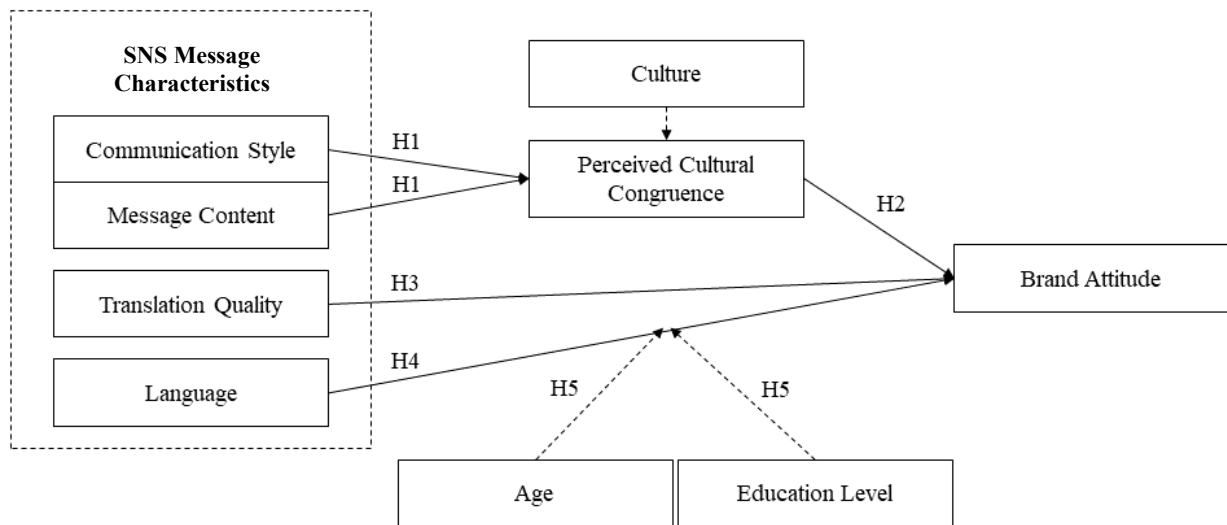 SNS Message
Characteristics
Communication Style
Message Content
Translation Quality
Language
H1
H1
H3
H4
Culture
Perceived Cultural
Congruence
H2
Brand Attitude
H5
H5
Age
Education Level